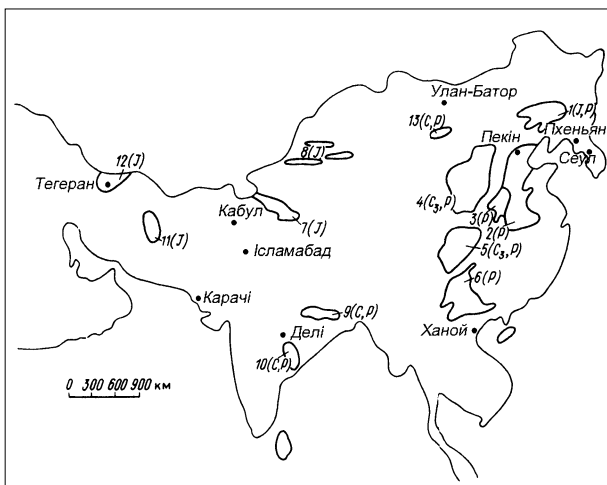 Улан-Батор
1(J,P)
13(C,P)
Пхеньян
Пекін
8(J)
Сеул
12(J)
Тегеран
4(C₃,P)
3(P)
Кабул
7(J)
2(P)
11(J)
5(C₃,P)
Ісламабад
6(P)
Карачі
9(C,P)
Ханой
Делі
10(C,P)
0 300 600 900 км